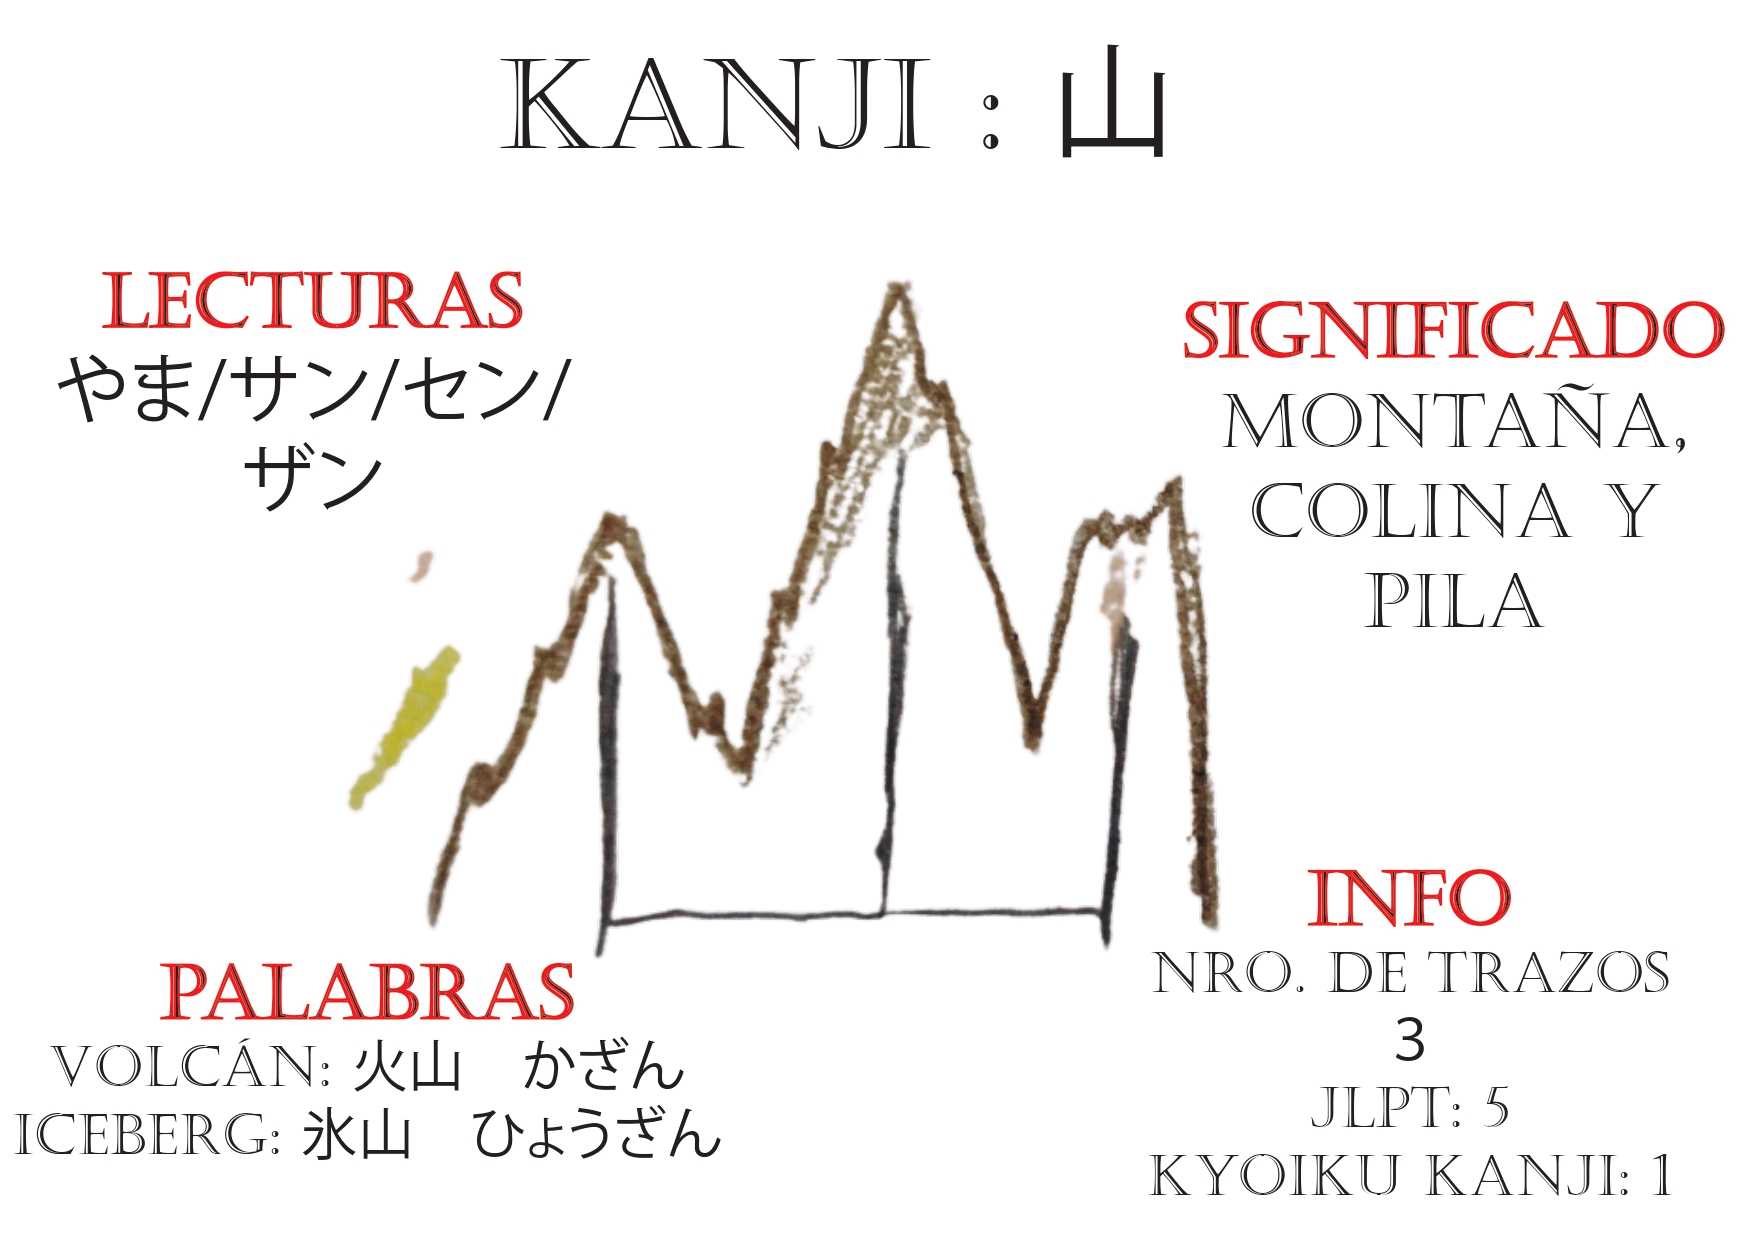 KANJI : 山
LECTURAS
やま/サン/セン/
ザン
SIGNIFICADO
MONTAÑA,
COLINA Y
PILA
PALABRAS
VOLCÁN: 火山　かざん
ICEBERG: 氷山　ひょうざん
INFO
NRO. DE TRAZOS
3
JLPT: 5
KYOIKU KANJI: 1